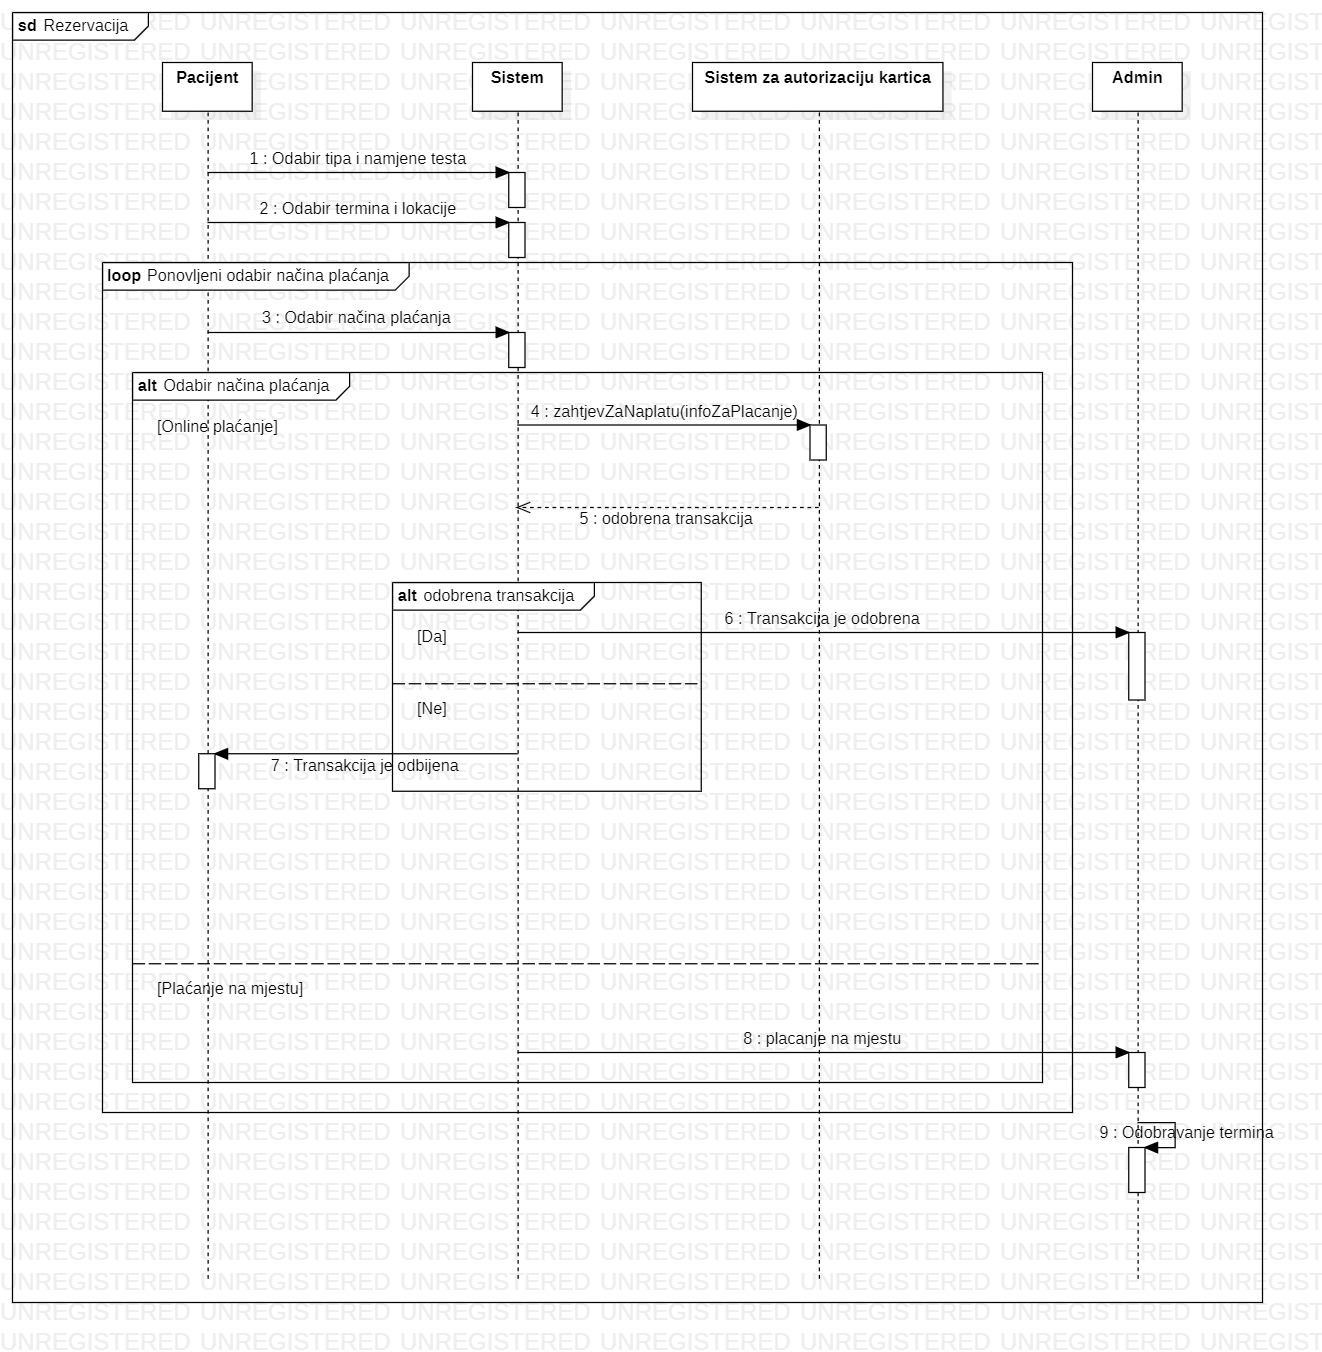 sd Rezervacija
Pacijent
Sistem
Sistem za autorizaciju kartica
Admin
1 : Odabir tipa i namjene testa
2 : Odabir termina i lokacije
loop Ponovljeni odabir načina plaćanja
3 : Odabir načina plaćanja
alt Odabir načina plaćanja
[Online plaćanje]
4 : zahtjevZaNaplatu(infoZaPlacanje)
5 : odobrena transakcija
alt odobrena transakcija
[Da]
6 : Transakcija je odobrena
[Ne]
7 : Transakcija je odbijena
[Plaćanje na mjestu]
8 : placanje na mjestu
9 : Odobravanje termina
UNREGISTERED